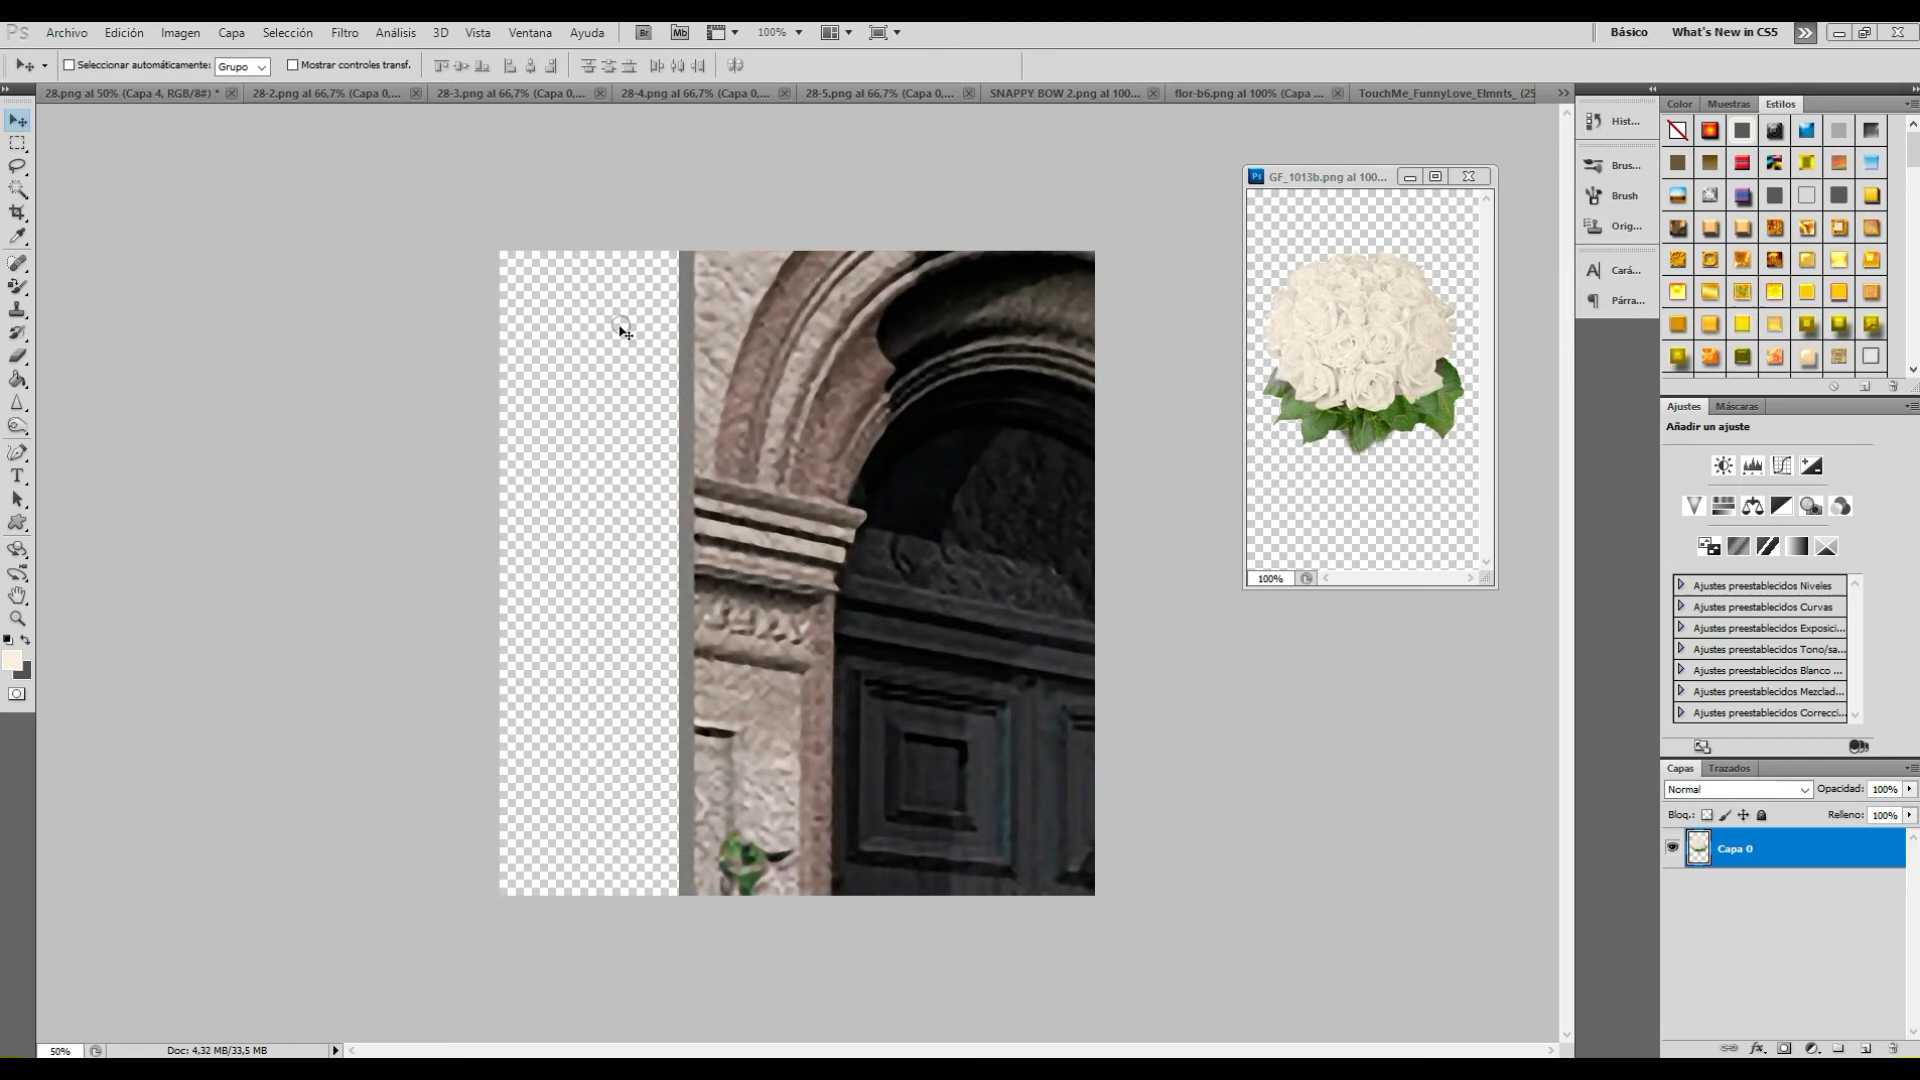 Ps Archivo Edición Imagen Capa Selección Filtro Análisis 3D Vista Ventana Ayuda Br Mb 100% Básico What's New in CS5
Seleccionar automáticamente: Grupo Mostrar controles transf.
28.png al 50% (Capa 4, RGB/8#) * 28-2.png al 66,7% (Capa 0,... 28-3.png al 66,7% (Capa 0,... 28-4.png al 66,7% (Capa 0,... 28-5.png al 66,7% (Capa 0,... SNAPPY BOW 2.png al 100... flor-b6.png al 100% (Capa ... TouchMe_FunnyLove_Elmnts_ (25
Hist...
Brus...
Brush
Orig...
Cará...
Párra...
Color Muestras Estilos
Ps GF_1013b.png al 100...
100%
Ajustes Máscaras
Añadir un ajuste
Ajustes preestablecidos Niveles
Ajustes preestablecidos Curvas
Ajustes preestablecidos Exposici...
Ajustes preestablecidos Tono/sa...
Ajustes preestablecidos Blanco ...
Ajustes preestablecidos Mezclad...
Ajustes preestablecidos Correcci...
Capas Trazados
Normal Opacidad: 100%
Bloq.: Relleno: 100%
Capa 0
fx
50% Doc: 4,32 MB/33,5 MB